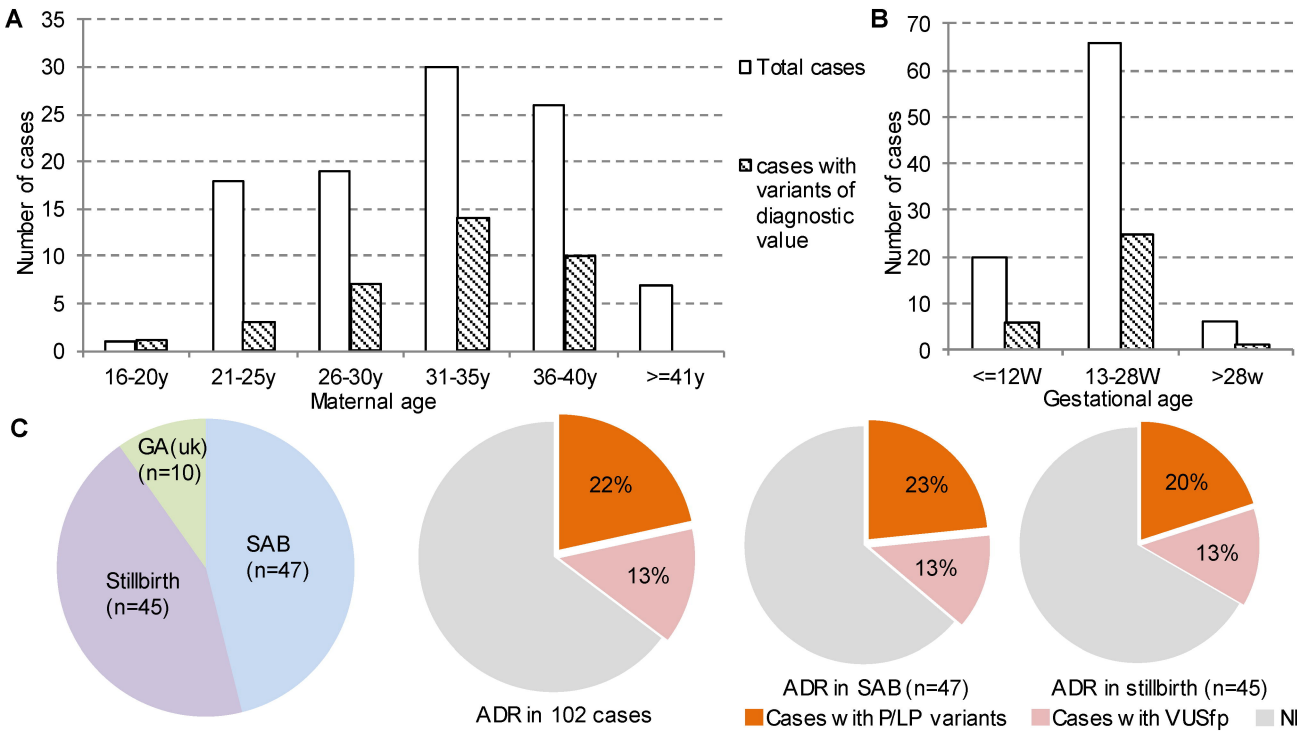 A
35
30
25
20
15
10
5
0
Number of cases
16-20y 21-25y 26-30y 31-35y 36-40y >=41y
Maternal age
Total cases
cases with
variants of
diagnostic
value
B
70
60
50
40
30
20
10
0
Number of cases
<=12W 13-28W >28w
Gestational age
C
GA(uk)
(n=10)
SAB
(n=47)
Stillbirth
(n=45)
22%
13%
ADR in 102 cases
23%
13%
ADR in SAB (n=47)
20%
13%
ADR in stillbirth (n=45)
Cases with P/LP variants Cases with VUSfp